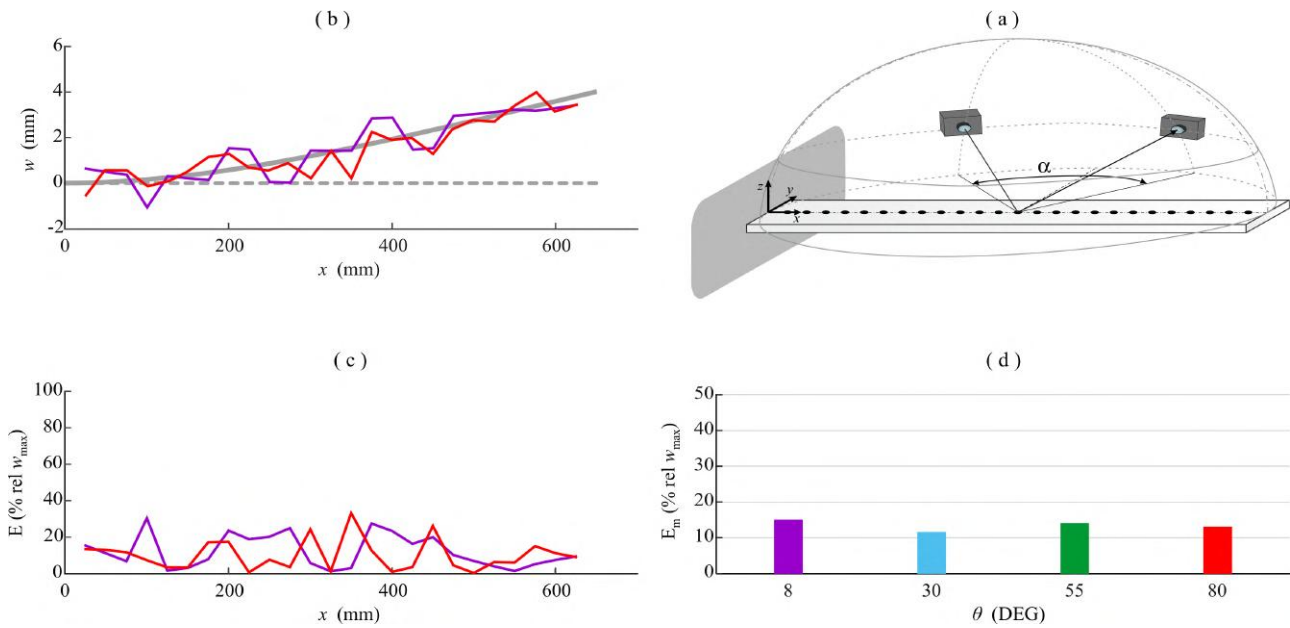 ( b )
6
4
2
0
-2
w (mm)
0
200
400
600
x (mm)
( a )
α
z
y
x
( c )
100
80
60
40
20
0
E (% rel wmax)
0
200
400
600
x (mm)
( d )
50
40
30
20
10
0
Em (% rel wmax)
8
30
55
80
θ (DEG)